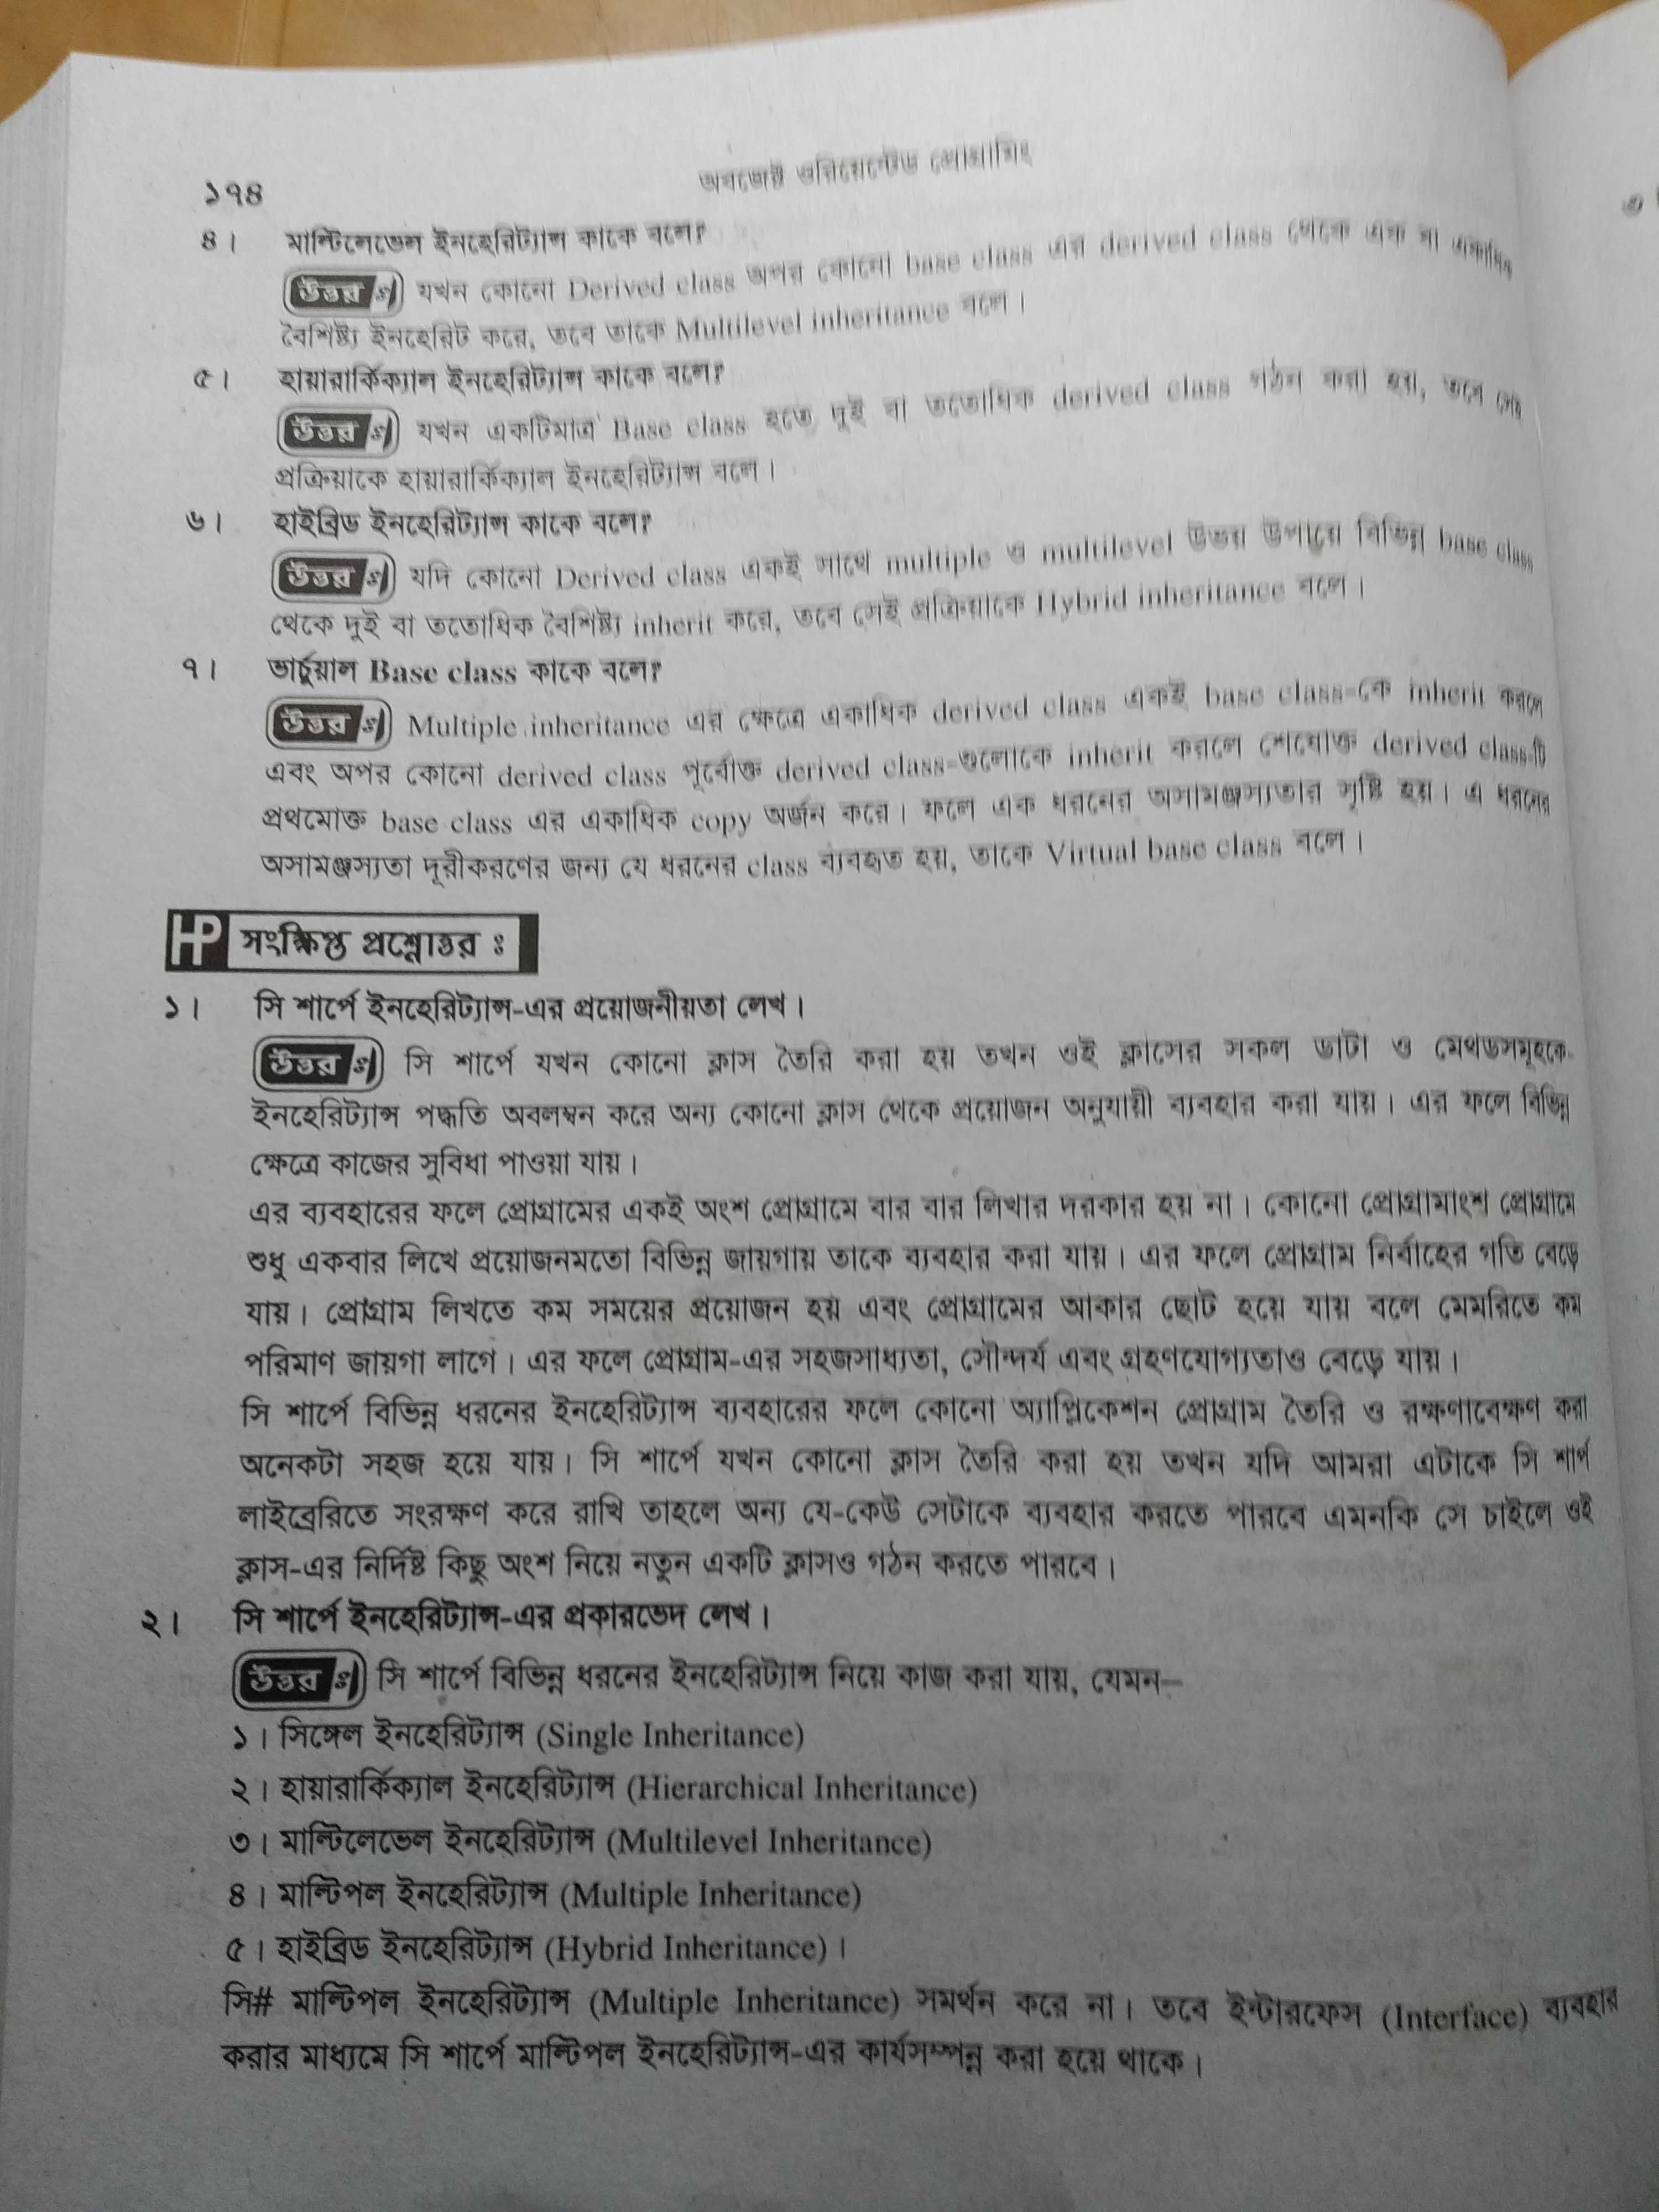 ১৭৪
অবজেক্ট ওরিয়েন্টেড প্রোগ্রামিং
৪। মাল্টিলেভেল ইনহেরিট্যান্স কাকে বলে?
উত্তর ঃ যখন কোনো Derived class অপর কোনো base class এর derived class থেকে এক বা একাধিক
বৈশিষ্ট্য ইনহেরিট করে, তবে তাকে Multilevel inheritance বলে।
৫। হায়ারার্কিক্যাল ইনহেরিট্যান্স কাকে বলে?
উত্তর ঃ যখন একটিমাত্র Base class হতে দুই বা ততোধিক derived class গঠন করা হয়, তবে সেই
প্রক্রিয়াকে হায়ারার্কিক্যাল ইনহেরিট্যান্স বলে।
৬। হাইব্রিড ইনহেরিট্যান্স কাকে বলে?
উত্তর ঃ যদি কোনো Derived class একই সাথে multiple ও multilevel উভয় উপায়ে বিভিন্ন base class
থেকে দুই বা ততোধিক বৈশিষ্ট্য inherit করে, তবে সেই প্রক্রিয়াকে Hybrid inheritance বলে।
৭। ভার্চুয়াল Base class কাকে বলে?
উত্তর ঃ Multiple inheritance এর ক্ষেত্রে একাধিক derived class একই base class-কে inherit করলে
এবং অপর কোনো derived class পূর্বোক্ত derived class-গুলোকে inherit করলে শেষোক্ত derived class-টি
প্রথমোক্ত base class এর একাধিক copy অর্জন করে। ফলে এক ধরনের অসামঞ্জস্যতার সৃষ্টি হয়। এ ধরনের
অসামঞ্জস্যতা দূরীকরণের জন্য যে ধরনের class ব্যবহৃত হয়, তাকে Virtual base class বলে।
HP সংক্ষিপ্ত প্রশ্নোত্তর ঃ
১। সি শার্পে ইনহেরিট্যান্স-এর প্রয়োজনীয়তা লেখ।
উত্তর ঃ সি শার্পে যখন কোনো ক্লাস তৈরি করা হয় তখন ওই ক্লাসের সকল ডাটা ও মেথডসমূহকে
ইনহেরিট্যান্স পদ্ধতি অবলম্বন করে অন্য কোনো ক্লাস থেকে প্রয়োজন অনুযায়ী ব্যবহার করা যায়। এর ফলে বিভিন্ন
ক্ষেত্রে কাজের সুবিধা পাওয়া যায়।
এর ব্যবহারের ফলে প্রোগ্রামের একই অংশ প্রোগ্রামে বার বার লিখার দরকার হয় না। কোনো প্রোগ্রামাংশ প্রোগ্রামে
শুধু একবার লিখে প্রয়োজনমতো বিভিন্ন জায়গায় তাকে ব্যবহার করা যায়। এর ফলে প্রোগ্রাম নির্বাহের গতি বেড়ে
যায়। প্রোগ্রাম লিখতে কম সময়ের প্রয়োজন হয় এবং প্রোগ্রামের আকার ছোট হয়ে যায় বলে মেমরিতে কম
পরিমাণ জায়গা লাগে। এর ফলে প্রোগ্রাম-এর সহজসাধ্যতা, সৌন্দর্য এবং গ্রহণযোগ্যতাও বেড়ে যায়।
সি শার্পে বিভিন্ন ধরনের ইনহেরিট্যান্স ব্যবহারের ফলে কোনো অ্যাপ্লিকেশন প্রোগ্রাম তৈরি ও রক্ষণাবেক্ষণ করা
অনেকটা সহজ হয়ে যায়। সি শার্পে যখন কোনো ক্লাস তৈরি করা হয় তখন যদি আমরা এটাকে সি শার্প
লাইব্রেরিতে সংরক্ষণ করে রাখি তাহলে অন্য যে-কেউ সেটাকে ব্যবহার করতে পারবে এমনকি সে চাইলে ওই
ক্লাস-এর নির্দিষ্ট কিছু অংশ নিয়ে নতুন একটি ক্লাসও গঠন করতে পারবে।
২। সি শার্পে ইনহেরিট্যান্স-এর প্রকারভেদ লেখ।
উত্তর ঃ সি শার্পে বিভিন্ন ধরনের ইনহেরিট্যান্স নিয়ে কাজ করা যায়, যেমন–
১। সিঙ্গেল ইনহেরিট্যান্স (Single Inheritance)
২। হায়ারার্কিক্যাল ইনহেরিট্যান্স (Hierarchical Inheritance)
৩। মাল্টিলেভেল ইনহেরিট্যান্স (Multilevel Inheritance)
৪। মাল্টিপল ইনহেরিট্যান্স (Multiple Inheritance)
৫। হাইব্রিড ইনহেরিট্যান্স (Hybrid Inheritance)।
সি# মাল্টিপল ইনহেরিট্যান্স (Multiple Inheritance) সমর্থন করে না। তবে ইন্টারফেস (Interface) ব্যবহার
করার মাধ্যমে সি শার্পে মাল্টিপল ইনহেরিট্যান্স-এর কার্যসম্পন্ন করা হয়ে থাকে।